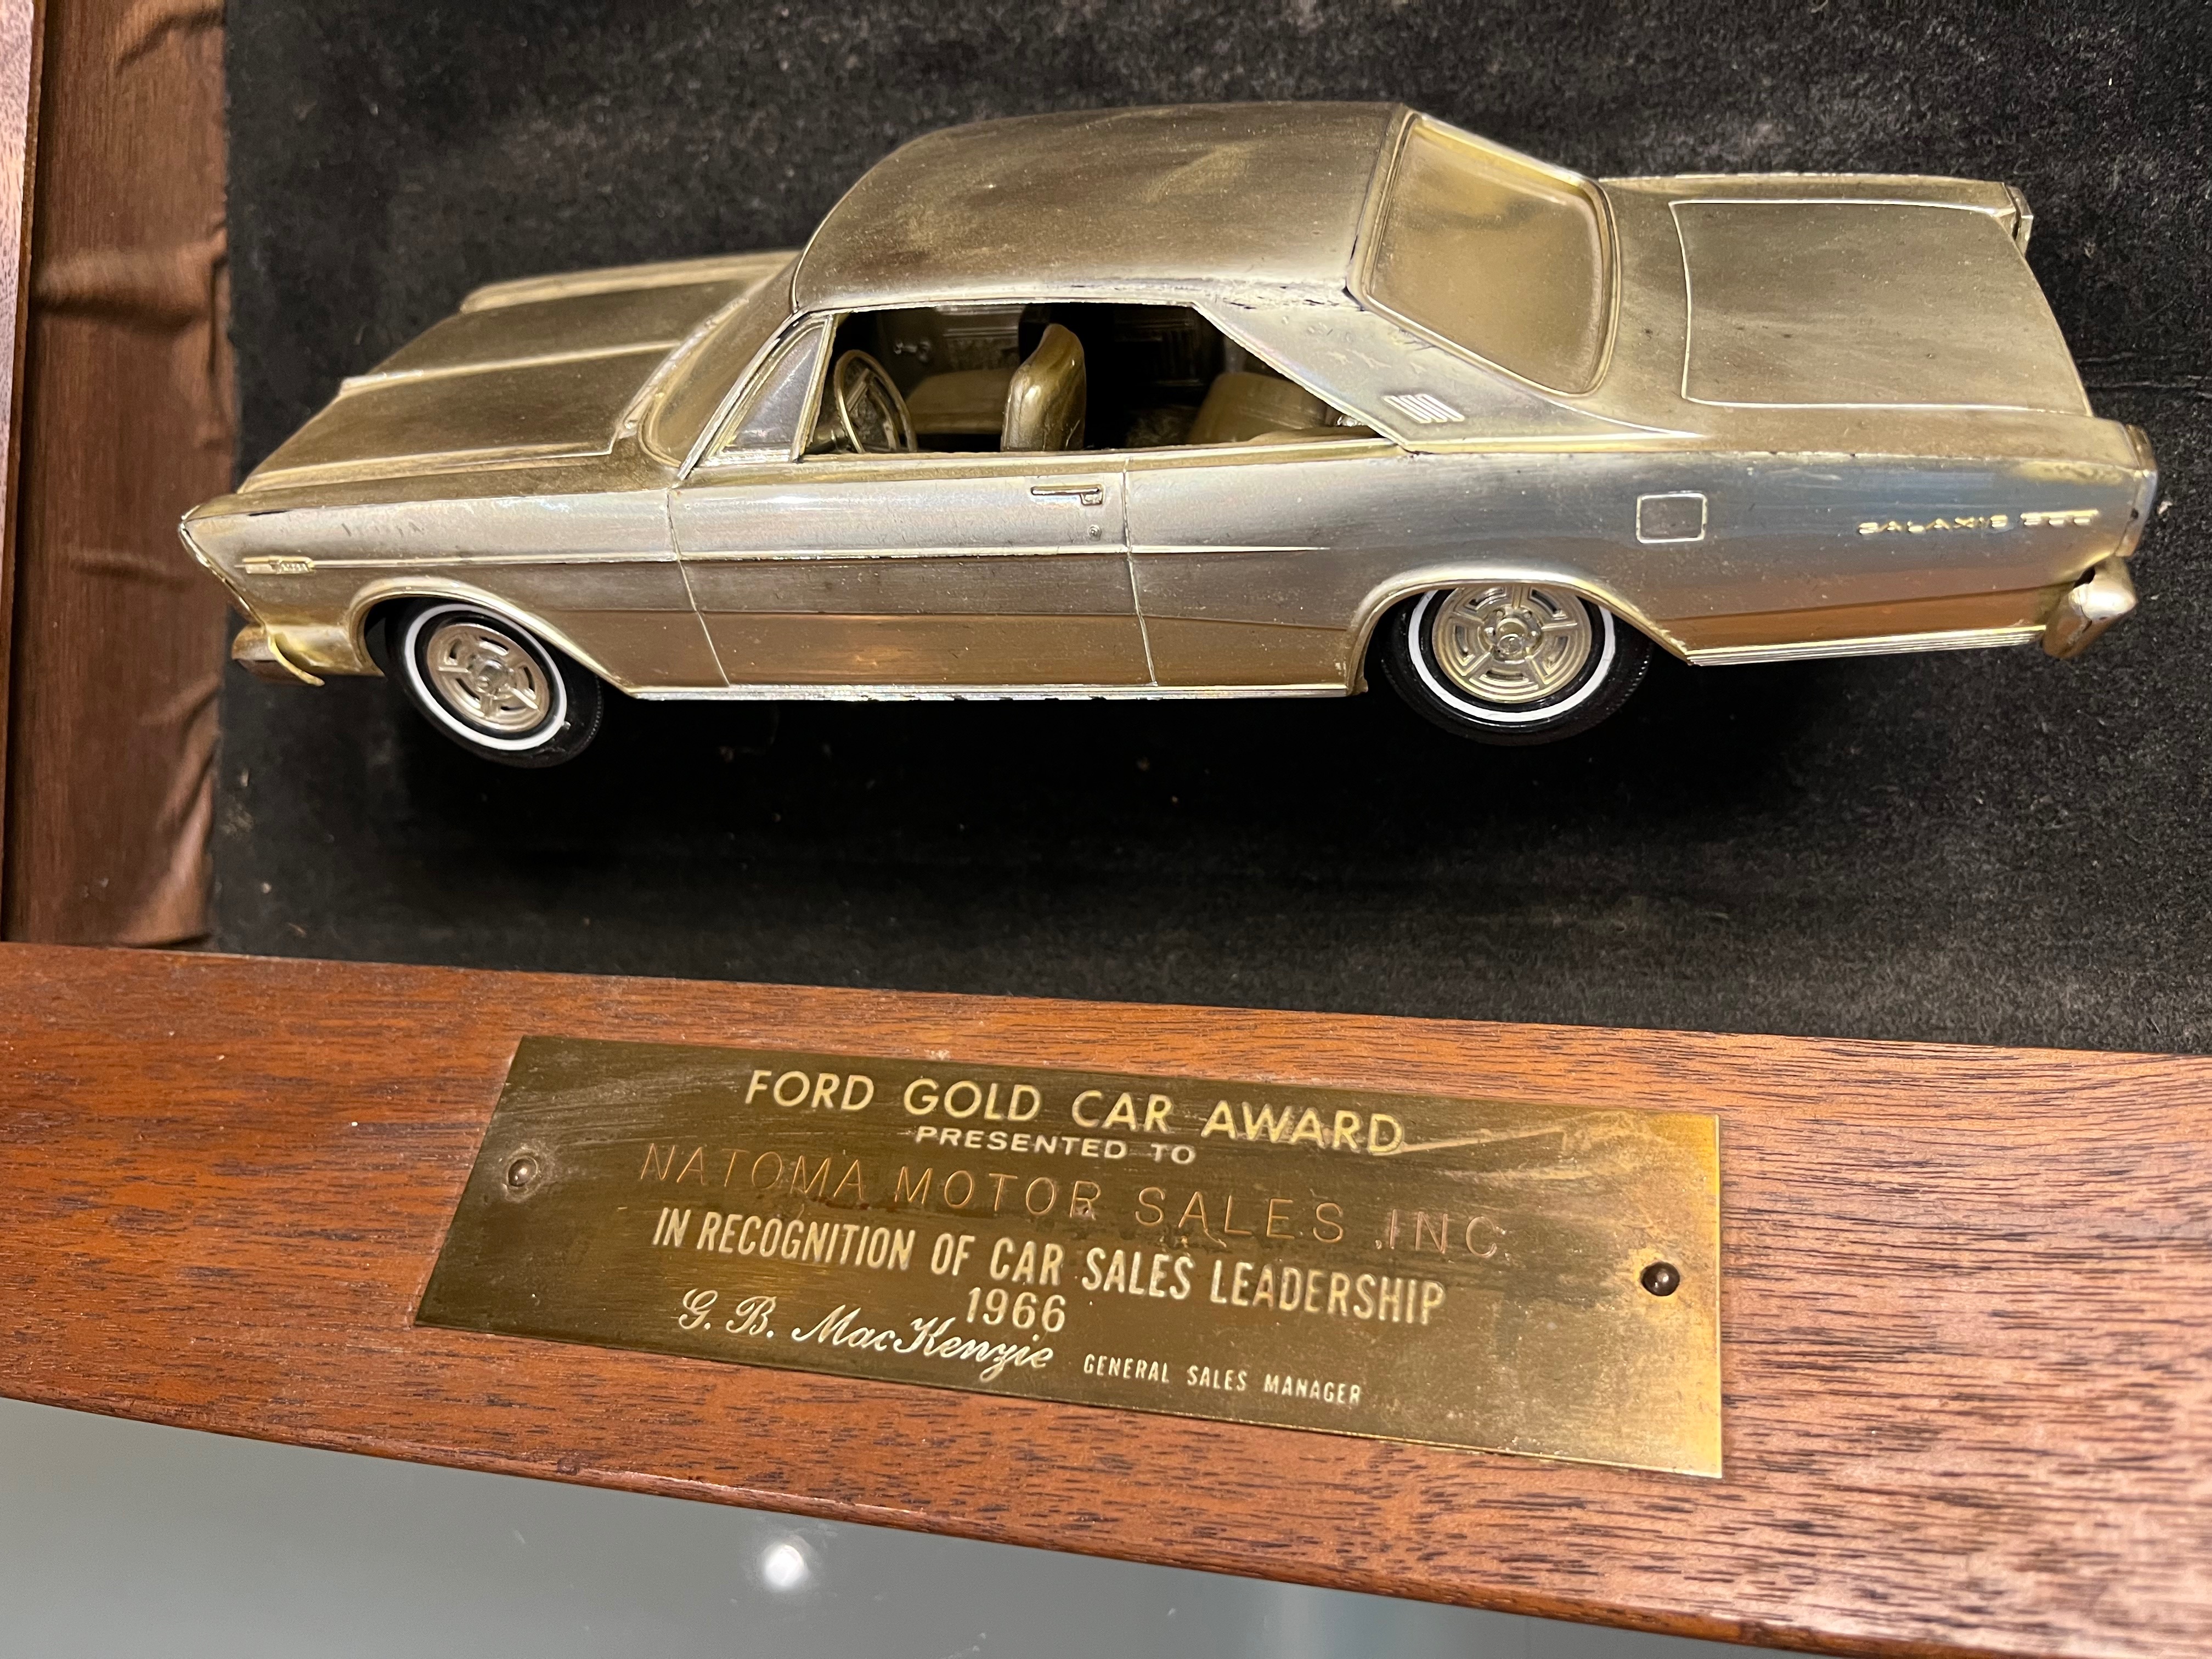 GALAXIE 500
FORD GOLD CAR AWARD
PRESENTED TO
NATOMA MOTOR SALES INC
IN RECOGNITION OF CAR SALES LEADERSHIP
1966
G. B. MacKenzie GENERAL SALES MANAGER